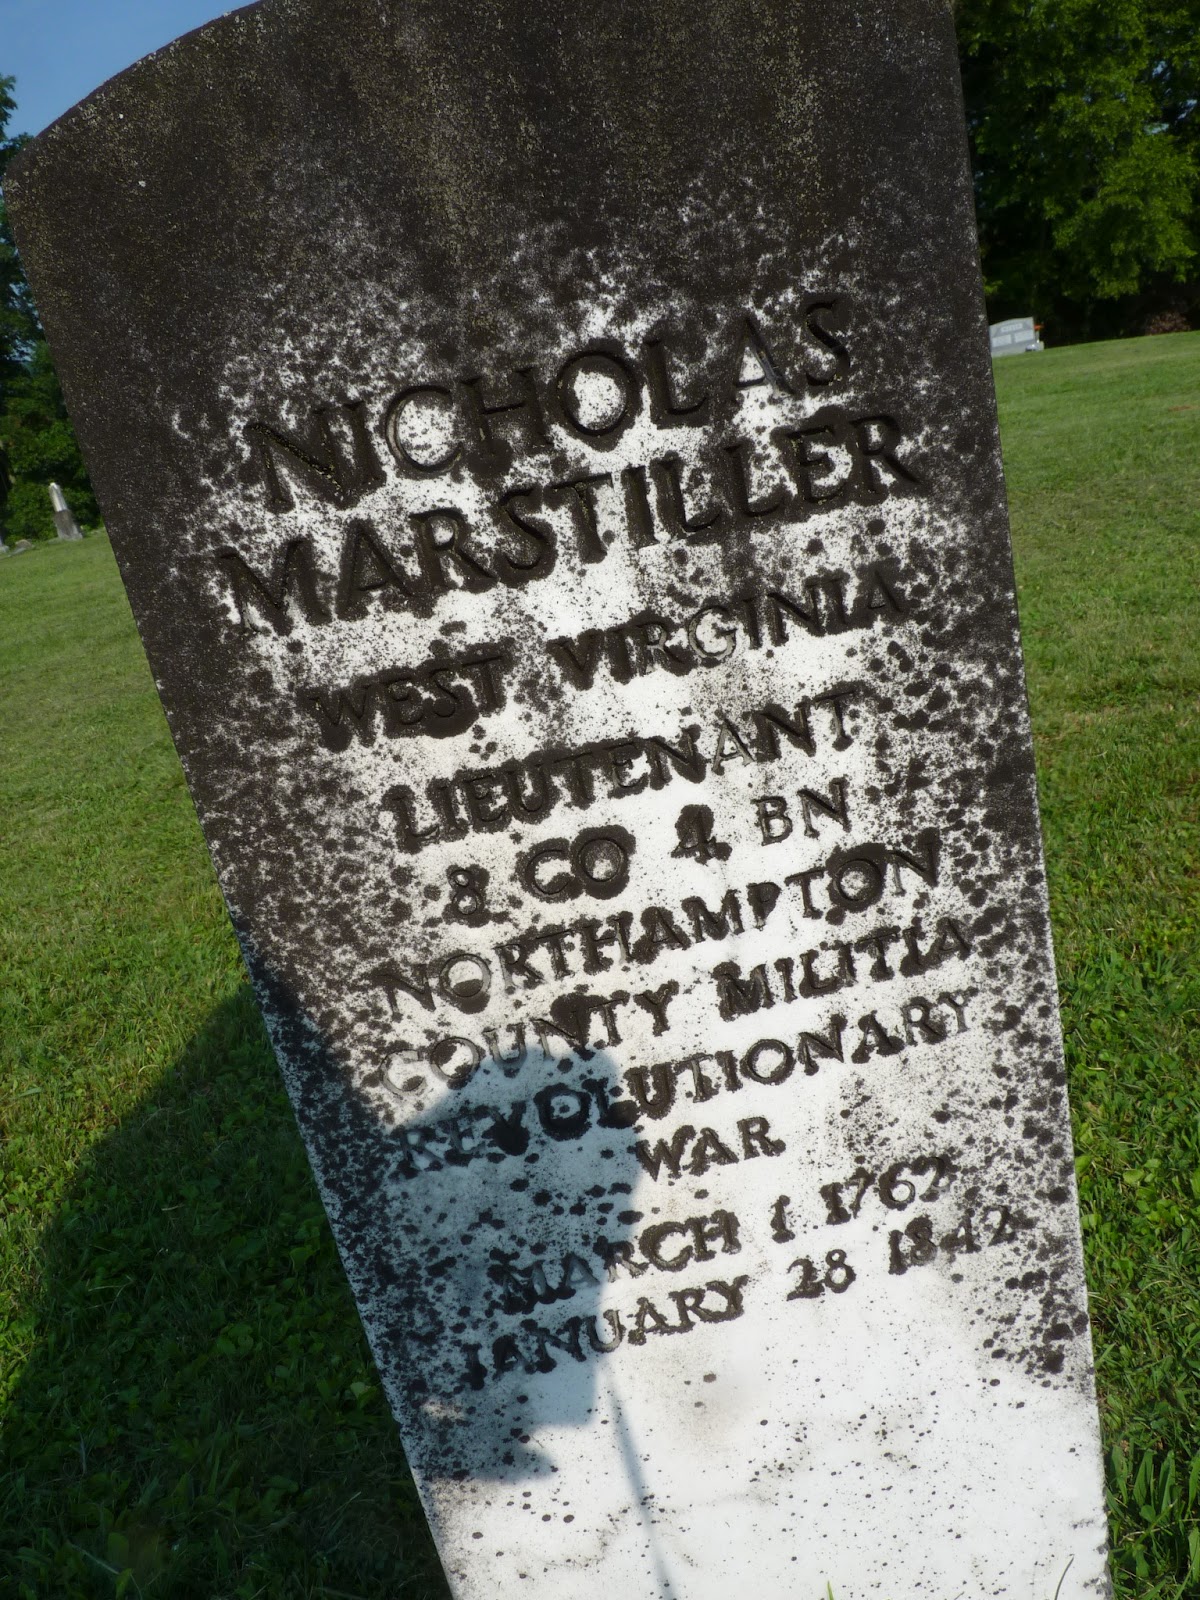 NICHOLAS
MARSTILLER
WEST VIRGINIA
LIEUTENANT
8 CO 4 BN
NORTHAMPTON
COUNTY MILITIA
REVOLUTIONARY
WAR
MARCH 1 1762
JANUARY 28 1842